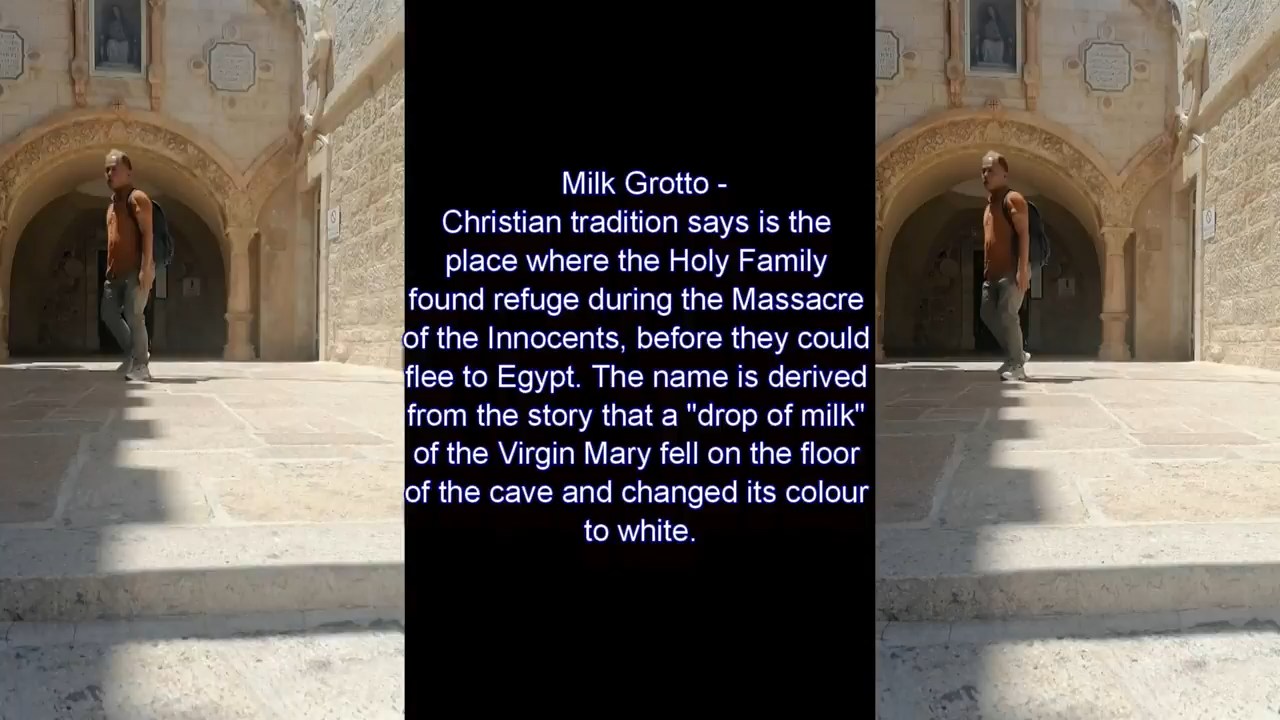 Milk Grotto -
Christian tradition says is the
place where the Holy Family
found refuge during the Massacre
of the Innocents, before they could
flee to Egypt. The name is derived
from the story that a "drop of milk"
of the Virgin Mary fell on the floor
of the cave and changed its colour
to white.